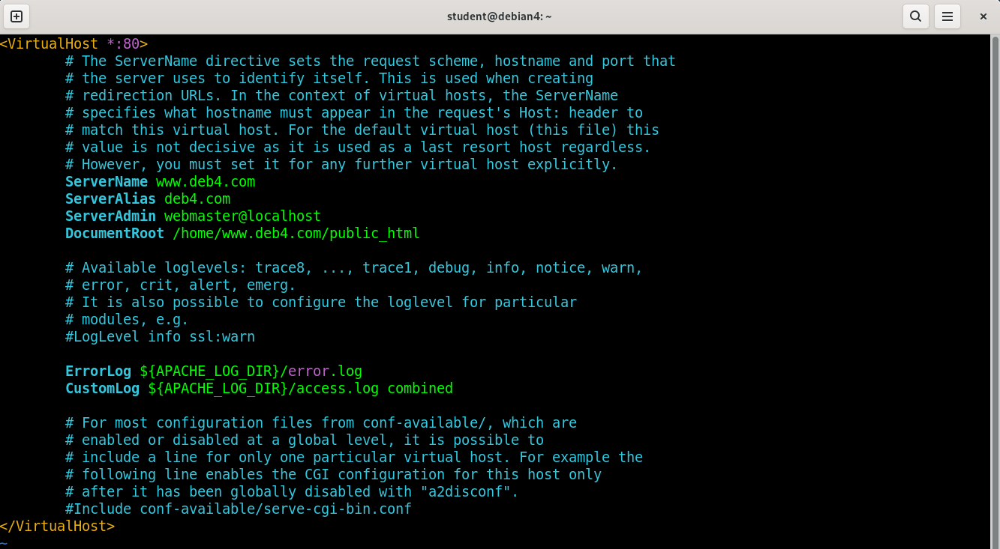 student@debian4: ~
<VirtualHost *:80>
# The ServerName directive sets the request scheme, hostname and port that
# the server uses to identify itself. This is used when creating
# redirection URLs. In the context of virtual hosts, the ServerName
# specifies what hostname must appear in the request's Host: header to
# match this virtual host. For the default virtual host (this file) this
# value is not decisive as it is used as a last resort host regardless.
# However, you must set it for any further virtual host explicitly.
ServerName www.deb4.com
ServerAlias deb4.com
ServerAdmin webmaster@localhost
DocumentRoot /home/www.deb4.com/public_html
# Available loglevels: trace8, ..., trace1, debug, info, notice, warn,
# error, crit, alert, emerg.
# It is also possible to configure the loglevel for particular
# modules, e.g.
#LogLevel info ssl:warn
ErrorLog ${APACHE_LOG_DIR}/error.log
CustomLog ${APACHE_LOG_DIR}/access.log combined
# For most configuration files from conf-available/, which are
# enabled or disabled at a global level, it is possible to
# include a line for only one particular virtual host. For example the
# following line enables the CGI configuration for this host only
# after it has been globally disabled with "a2disconf".
#Include conf-available/serve-cgi-bin.conf
</VirtualHost>
~